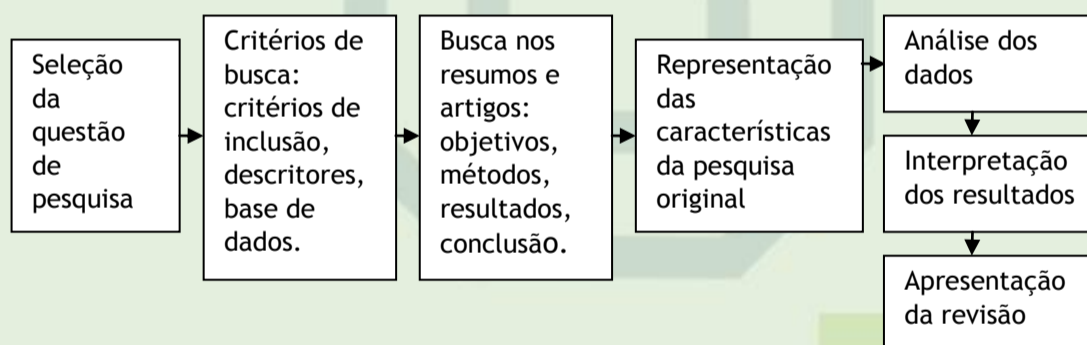 Seleção
da
questão
de
pesquisa
Critérios de
busca:
critérios de
inclusão,
descritores,
base de
dados.
Busca nos
resumos e
artigos:
objetivos,
métodos,
resultados,
conclusão.
Representação
das
características
da pesquisa
original
Análise dos
dados
Interpretação
dos resultados
Apresentação
da revisão